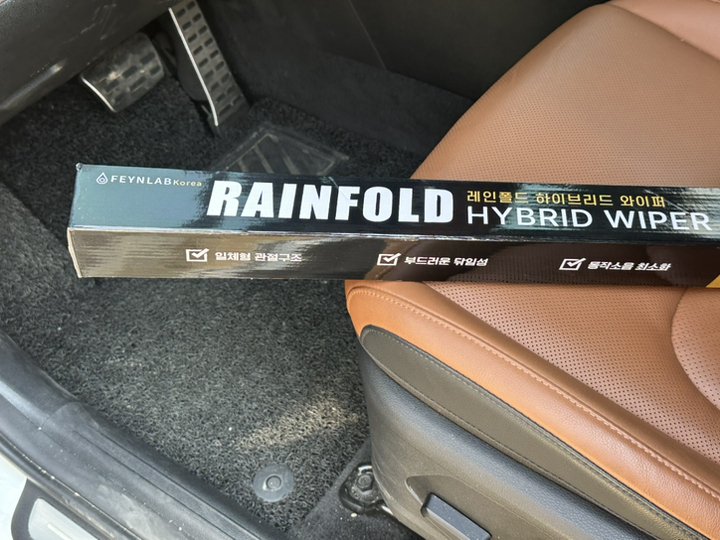 FEYNLAB Korea
RAINFOLD
레인폴드 하이브리드 와이퍼
HYBRID WIPER
일체형 관절구조
부드러운 닦임성
동작소음 최소화